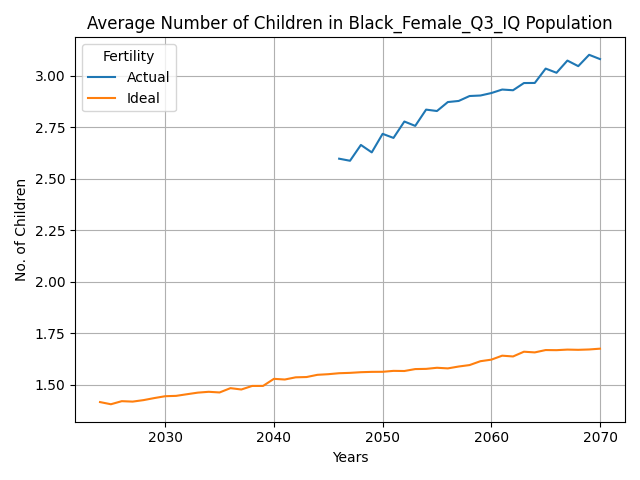 Average Number of Children in Black_Female_Q3_IQ Population
Fertility
Actual
Ideal
No. of Children
3.00
2.75
2.50
2.25
2.00
1.75
1.50
2030 2040 2050 2060 2070
Years